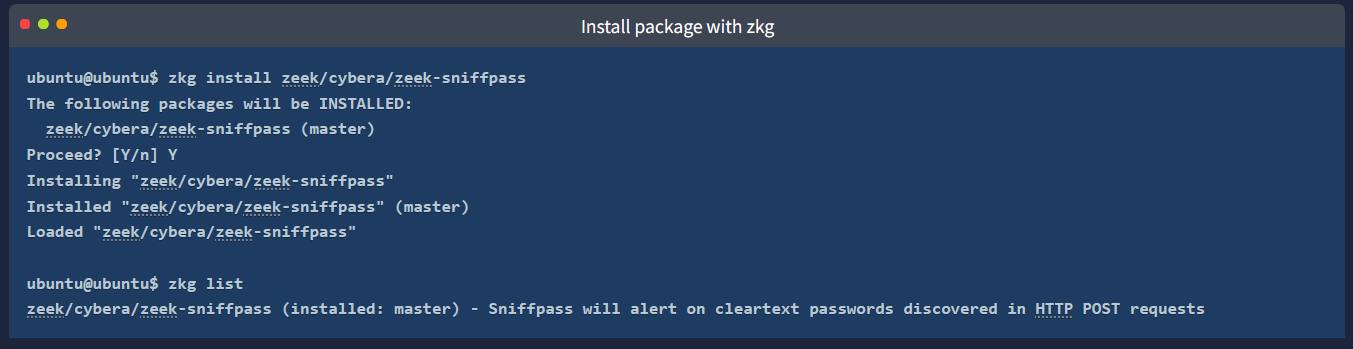 Install package with zkg
ubuntu@ubuntu$ zkg install zeek/cybera/zeek-sniffpass
The following packages will be INSTALLED:
  zeek/cybera/zeek-sniffpass (master)
Proceed? [Y/n] Y
Installing "zeek/cybera/zeek-sniffpass"
Installed "zeek/cybera/zeek-sniffpass" (master)
Loaded "zeek/cybera/zeek-sniffpass"
ubuntu@ubuntu$ zkg list
zeek/cybera/zeek-sniffpass (installed: master) - Sniffpass will alert on cleartext passwords discovered in HTTP POST requests